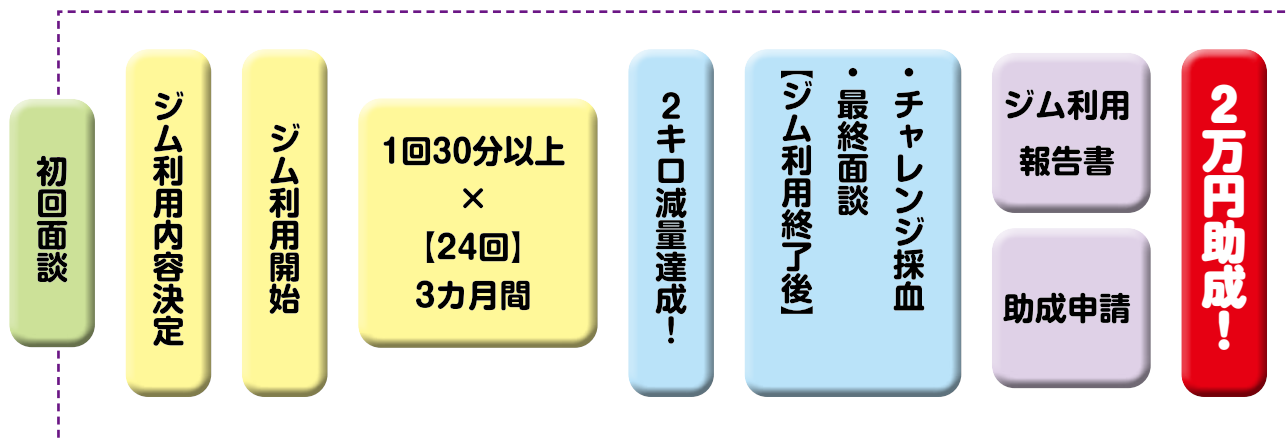 初回面談
ジム利用内容決定
ジム利用開始
1回30分以上
×
【24回】
3カ月間
2キロ減量達成！
・チャレンジ採血
・最終面談
【ジム利用終了後】
ジム利用
報告書
助成申請
2万円助成！